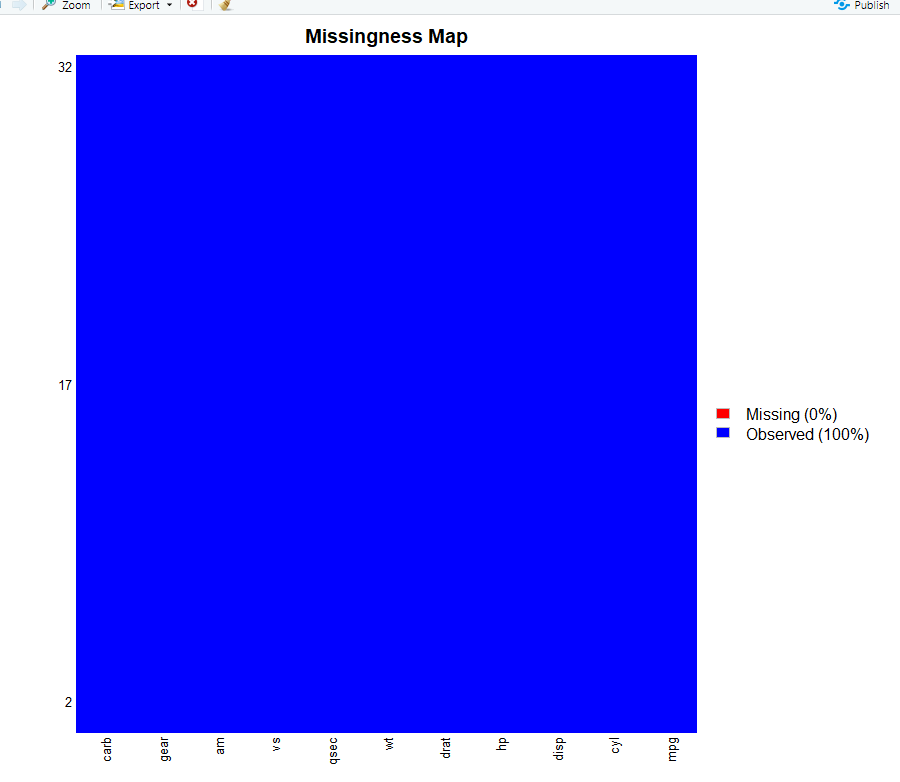 Zoom Export Publish
Missingness Map
32
17
2
Missing (0%)
Observed (100%)
carb gear am vs qsec wt drat hp disp cyl mpg